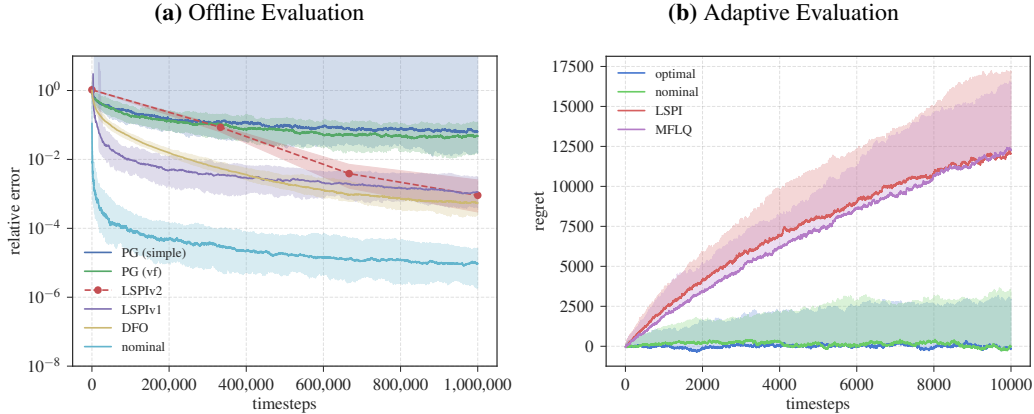 (a) Offline Evaluation
10⁰
10⁻²
10⁻⁴
10⁻⁶
10⁻⁸
relative error
PG (simple)
PG (vf)
LSPIv2
LSPIv1
DFO
nominal
0
200,000
400,000
600,000
800,000
1,000,000
timesteps
(b) Adaptive Evaluation
17500
15000
12500
10000
7500
5000
2500
0
regret
optimal
nominal
LSPI
MFLQ
0
2000
4000
6000
8000
10000
timesteps